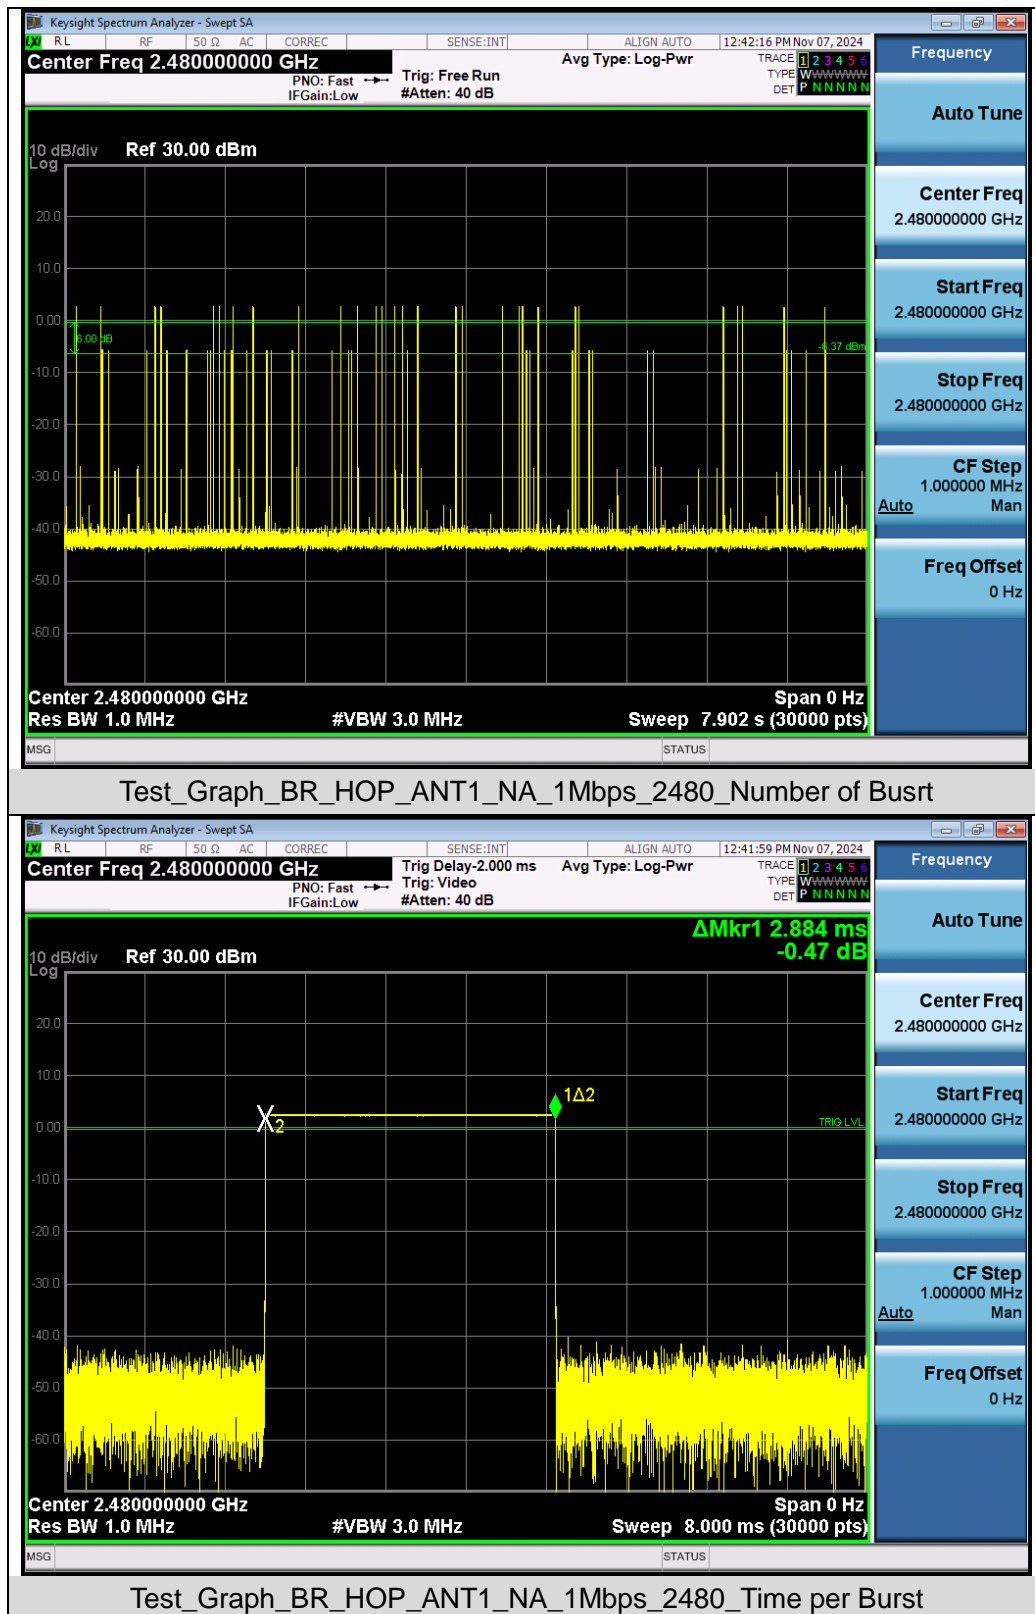 Keysight Spectrum Analyzer - Swept SA
LXI RL RF 50 Ω AC CORREC SENSE:INT ALIGN AUTO 12:42:16 PM Nov 07, 2024
Center Freq 2.480000000 GHz
PNO: Fast
IFGain:Low
Trig: Free Run
#Atten: 40 dB
Avg Type: Log-Pwr
TRACE 1 2 3 4 5 6
TYPE WWWWWW
DET P N N N N N
Frequency
Auto Tune
Center Freq
2.480000000 GHz
Start Freq
2.480000000 GHz
Stop Freq
2.480000000 GHz
CF Step
1.000000 MHz
Auto Man
Freq Offset
0 Hz
10 dB/div Ref 30.00 dBm
Log
20.0
10.0
0.00
6.00 dB
-6.37 dBm
-10.0
-20.0
-30.0
-40.0
-50.0
-60.0
Center 2.480000000 GHz Span 0 Hz
Res BW 1.0 MHz #VBW 3.0 MHz Sweep 7.902 s (30000 pts)
MSG STATUS
Test_Graph_BR_HOP_ANT1_NA_1Mbps_2480_Number of Busrt
Keysight Spectrum Analyzer - Swept SA
LXI RL RF 50 Ω AC CORREC SENSE:INT ALIGN AUTO 12:41:59 PM Nov 07, 2024
Center Freq 2.480000000 GHz
PNO: Fast
IFGain:Low
Trig Delay-2.000 ms
Trig: Video
#Atten: 40 dB
Avg Type: Log-Pwr
TRACE 1 2 3 4 5 6
TYPE WWWWWW
DET P N N N N N
Frequency
Auto Tune
Center Freq
2.480000000 GHz
Start Freq
2.480000000 GHz
Stop Freq
2.480000000 GHz
CF Step
1.000000 MHz
Auto Man
Freq Offset
0 Hz
ΔMkr1 2.884 ms
-0.47 dB
10 dB/div Ref 30.00 dBm
Log
20.0
10.0
1Δ2
X2
0.00
TRIG LVL
-10.0
-20.0
-30.0
-40.0
-50.0
-60.0
Center 2.480000000 GHz Span 0 Hz
Res BW 1.0 MHz #VBW 3.0 MHz Sweep 8.000 ms (30000 pts)
MSG STATUS
Test_Graph_BR_HOP_ANT1_NA_1Mbps_2480_Time per Burst